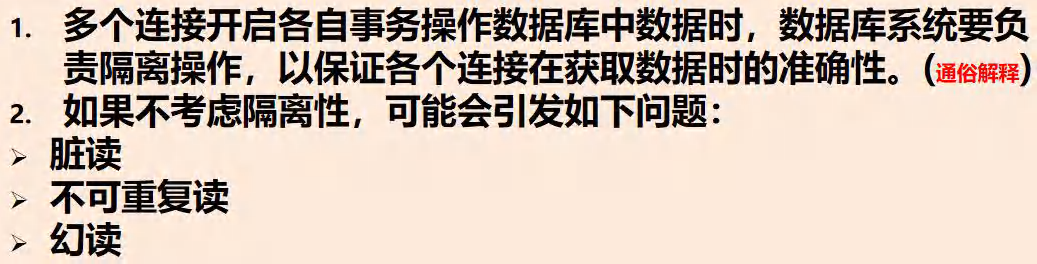 1. 多个连接开启各自事务操作数据库中数据时，数据库系统要负
责隔离操作，以保证各个连接在获取数据时的准确性。(通俗解释)
2. 如果不考虑隔离性，可能会引发如下问题：
➢ 脏读
➢ 不可重复读
➢ 幻读